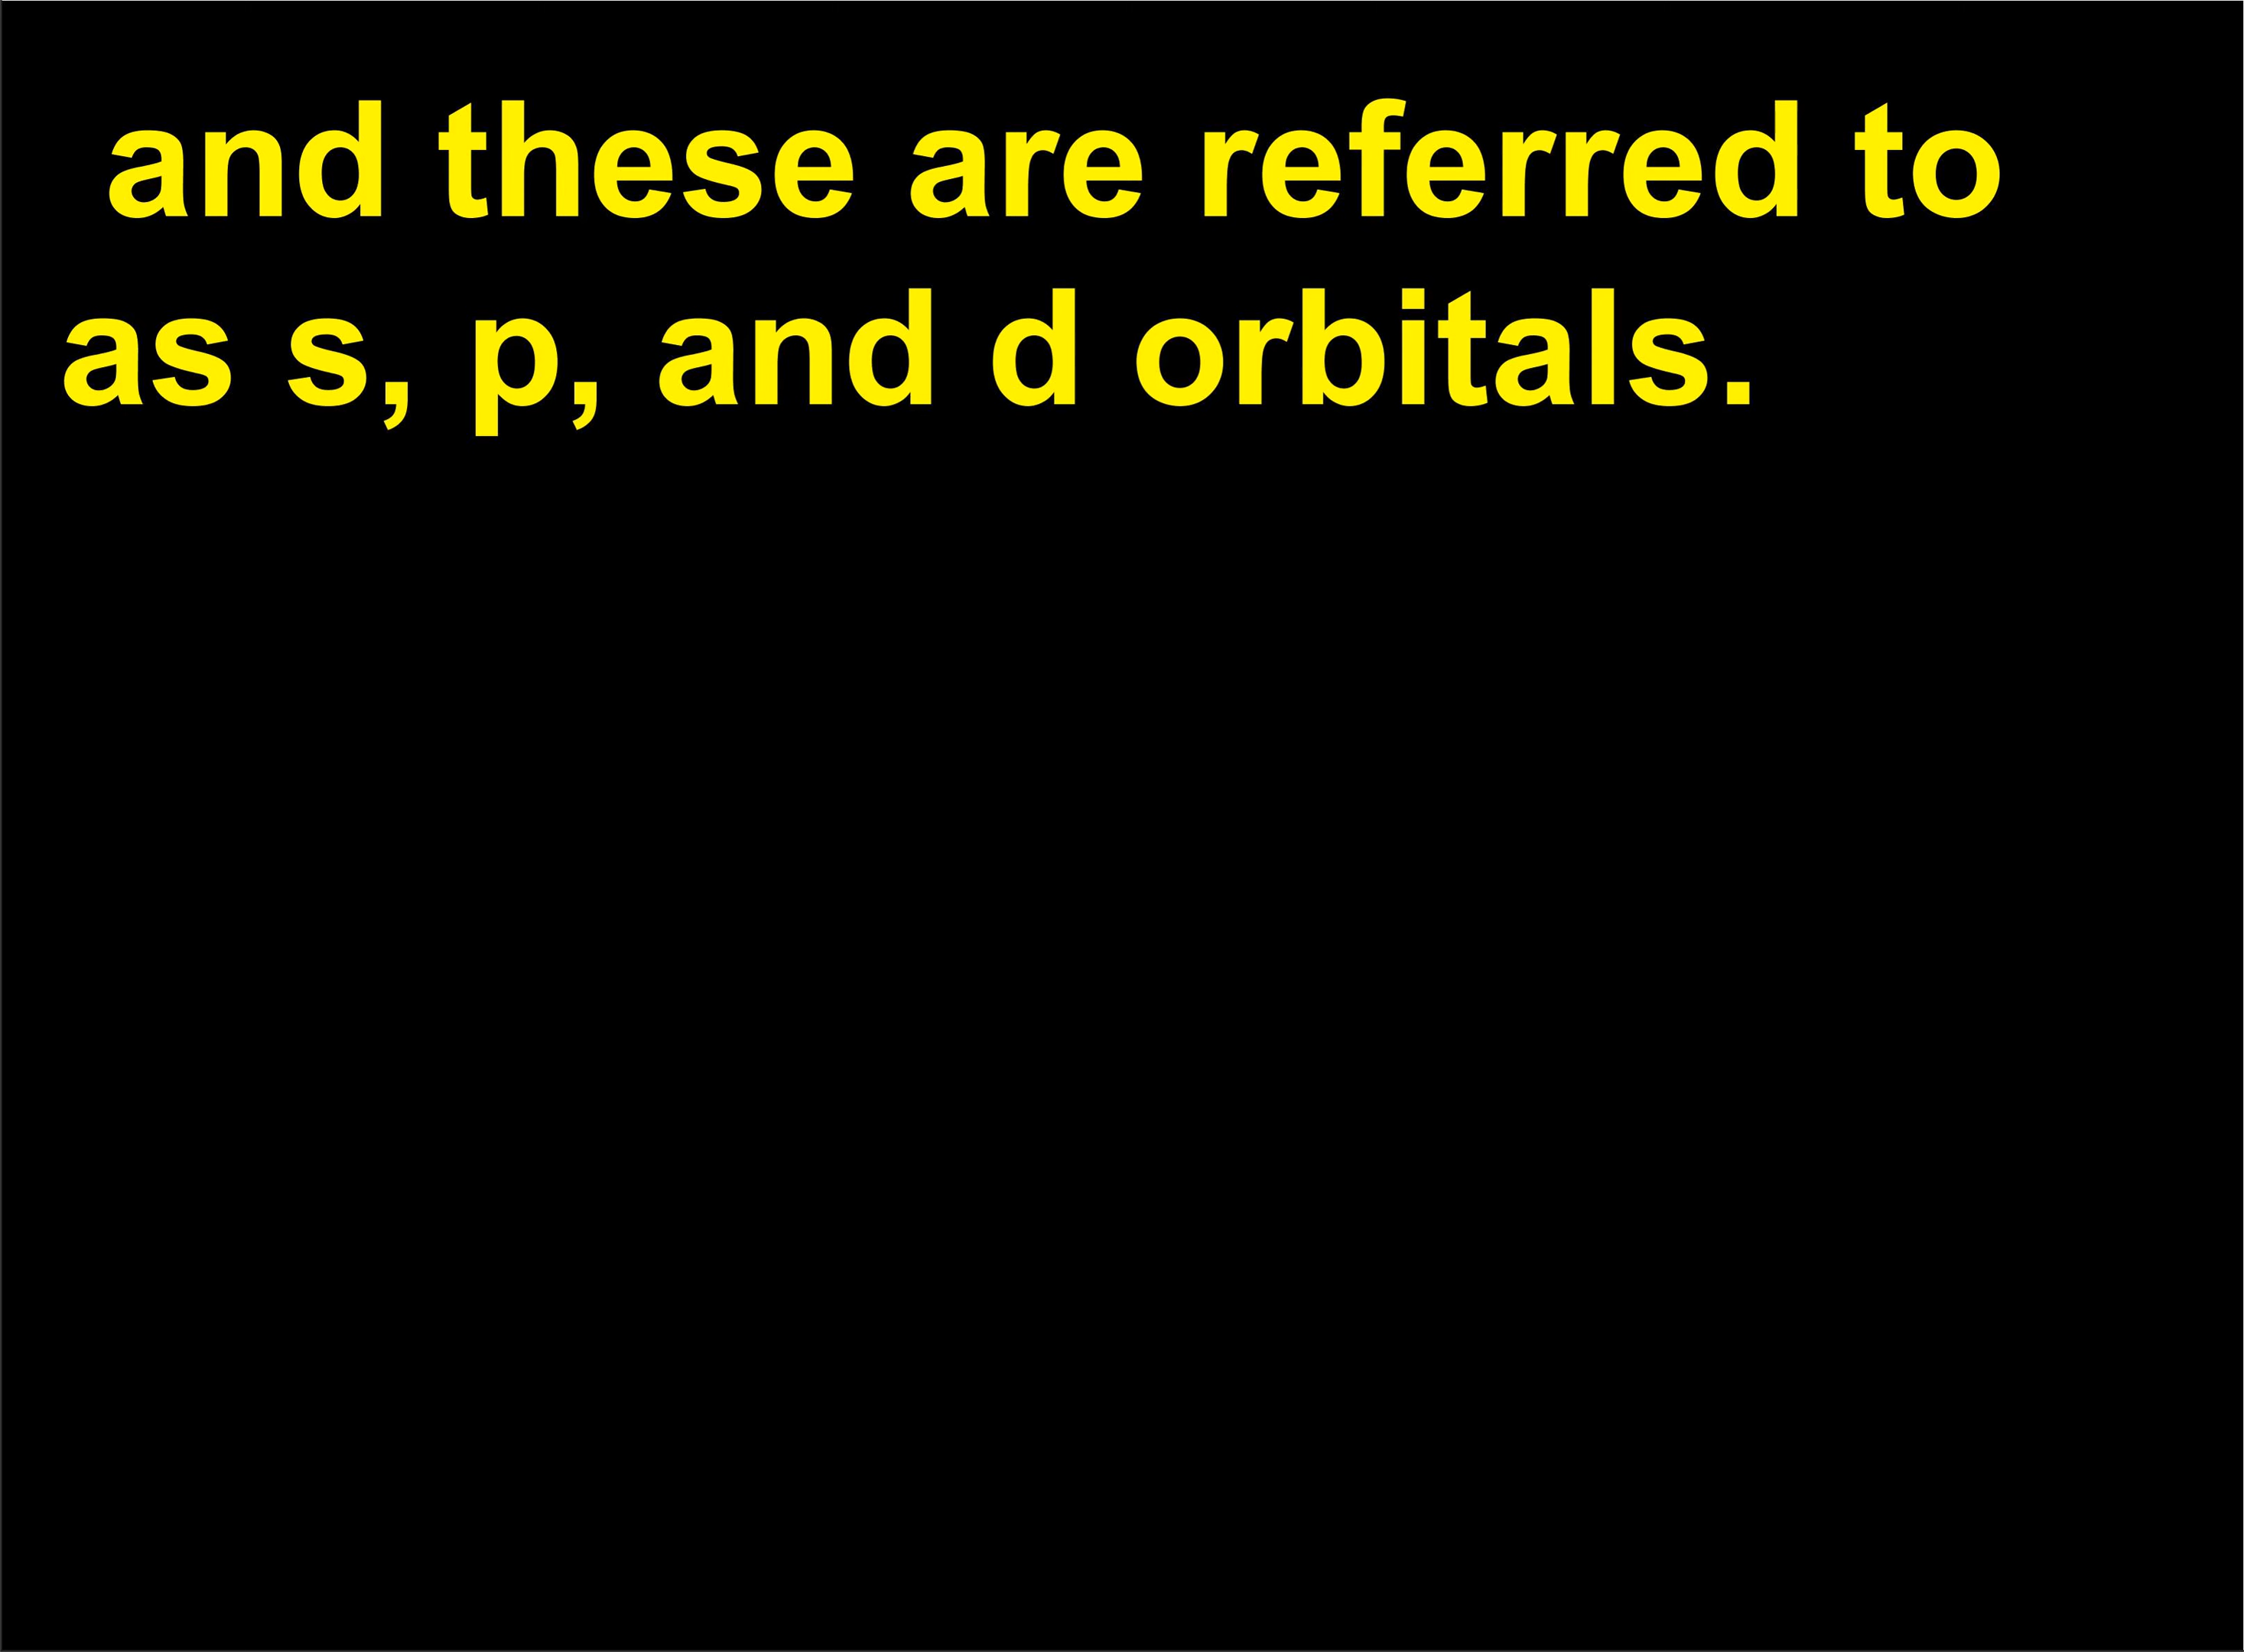 and these are referred to
as s, p, and d orbitals.